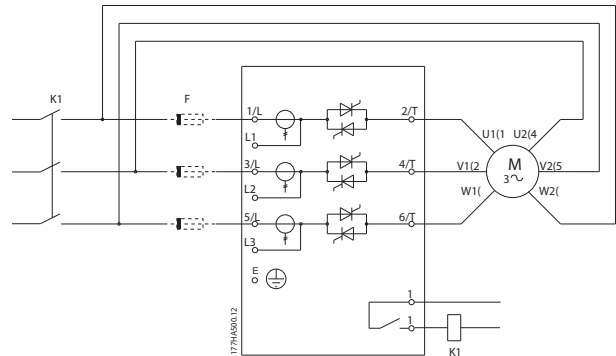 K1
F
1/L
2/T
L1
U1(1 U2(4
3/L
4/T
V1(2
M
3
V2(5
L2
W1(
W2(
5/L
6/T
L3
E
177HA500.12
1
1
K1